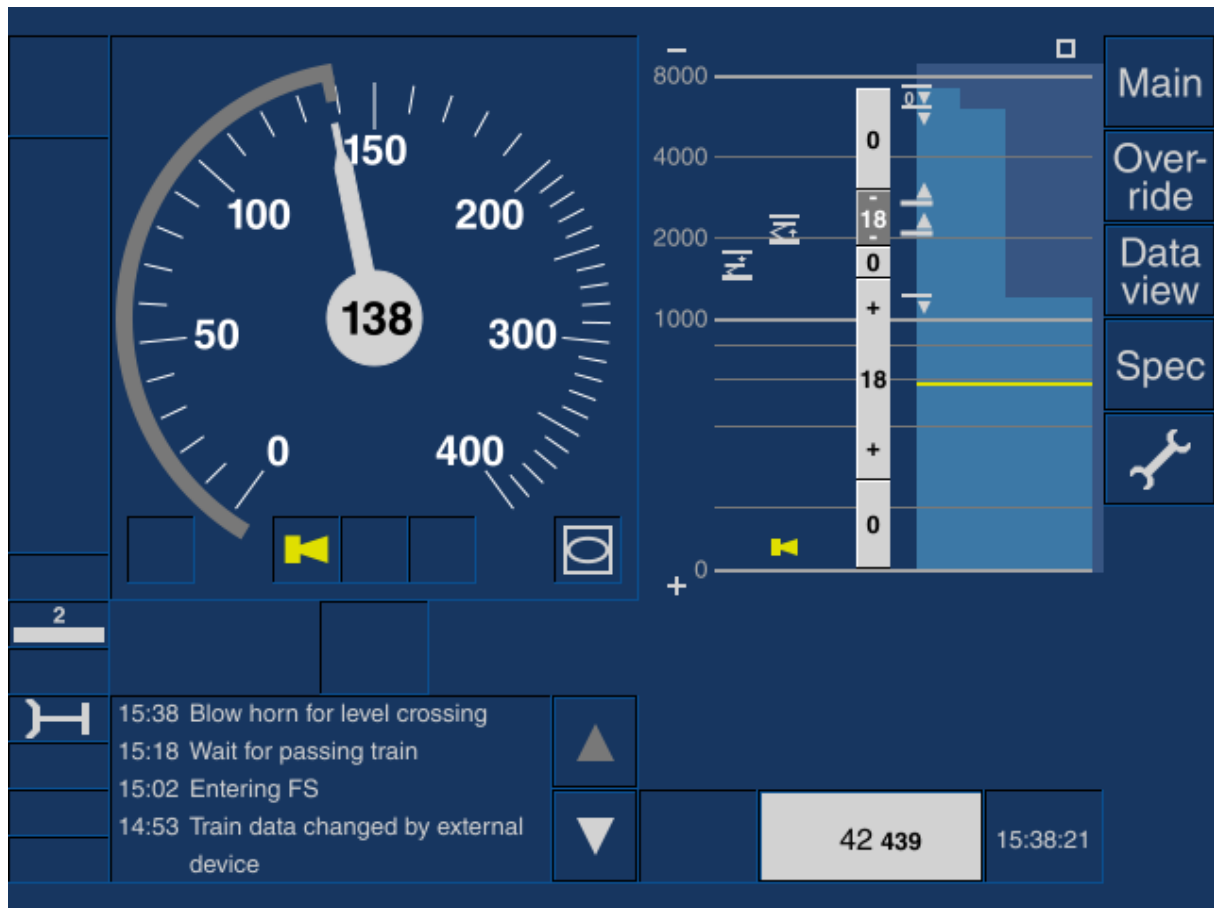 150
100
200
138
50
300
0
400
8000
4000
2000
1000
0
0
-
18
-
0
+
18
+
0
0
Main
Over-
ride
Data
view
Spec
2
15:38 Blow horn for level crossing
15:18 Wait for passing train
15:02 Entering FS
14:53 Train data changed by external
device
42 439
15:38:21